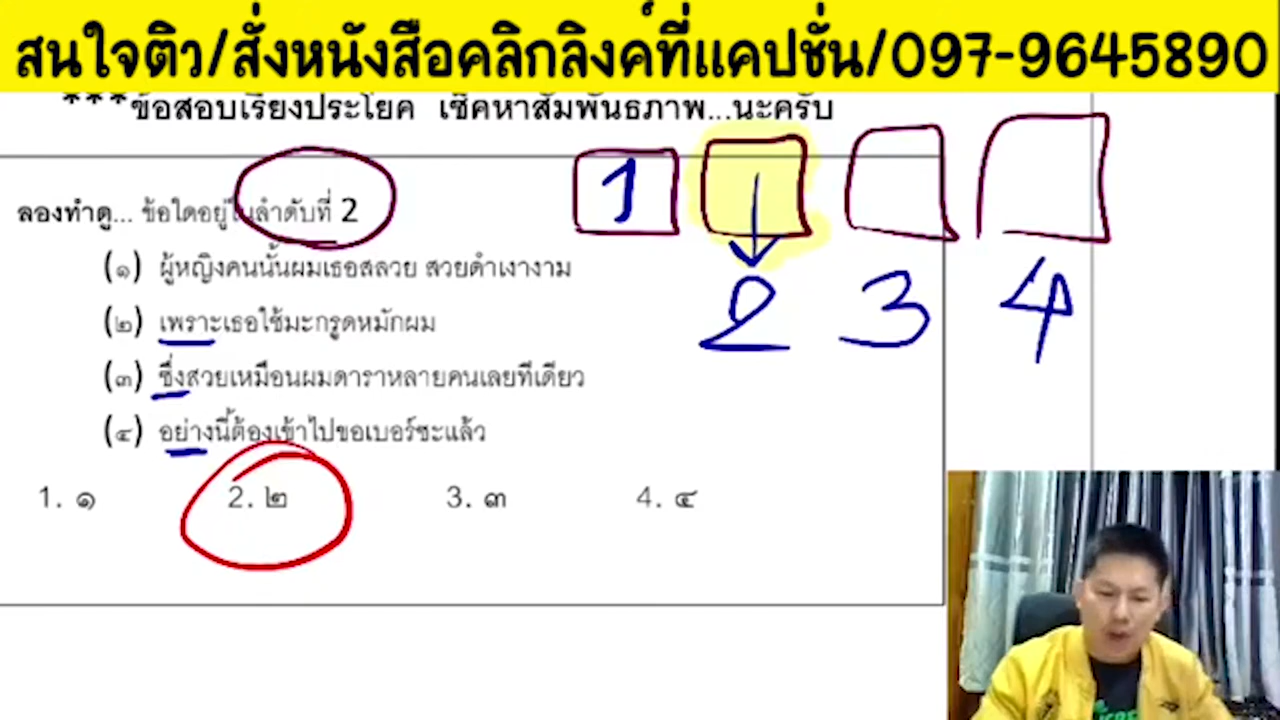 สนใจติว/สั่งหนังสือคลิกลิงค์ที่แคปชั่น/097-9645890
***ข้อสอบเรียงประโยค เช็คหาสัมพันธภาพ...นะครับ
1
ลองทำดู... ข้อใดอยู่ในลำดับที่ 2
(๑) ผู้หญิงคนนั้นผมเธอสลวย สวยดำเงางาม
2 3 4
(๒) เพราะเธอใช้มะกรูดหมักผม
(๓) ซึ่งสวยเหมือนผมดาราหลายคนเลยทีเดียว
(๔) อย่างนี้ต้องเข้าไปขอเบอร์ซะแล้ว
1. ๑ 2. ๒ 3. ๓ 4. ๔